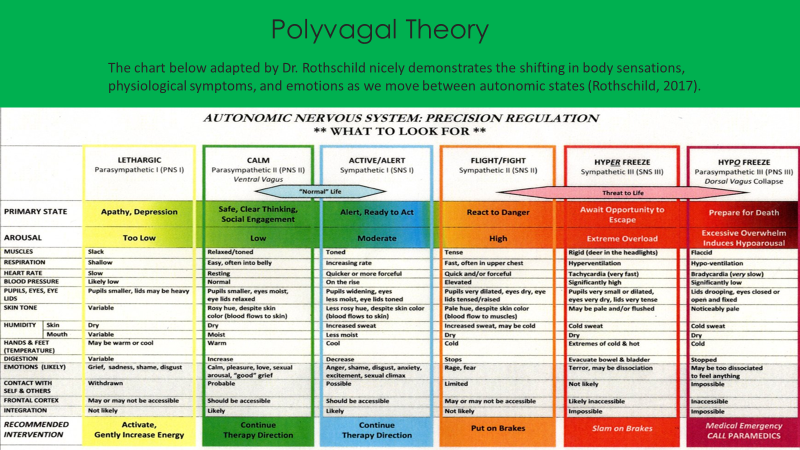 Polyvagal Theory
The chart below adapted by Dr. Rothschild nicely demonstrates the shifting in body sensations,
physiological symptoms, and emotions as we move between autonomic states (Rothschild, 2017).
AUTONOMIC NERVOUS SYSTEM: PRECISION REGULATION
** WHAT TO LOOK FOR **
LETHARGIC
Parasympathetic I (PNS I)
CALM
Parasympathetic II (PNS II)
Ventral Vagus
ACTIVE/ALERT
Sympathetic I (SNS I)
FLIGHT/FIGHT
Sympathetic II (SNS II)
HYPER FREEZE
Sympathetic III (SNS III)
HYPO FREEZE
Parasympathetic III (PNS III)
Dorsal Vagus Collapse
"Normal" Life
Threat to Life
PRIMARY STATE
Apathy, Depression
Safe, Clear Thinking,
Social Engagement
Alert, Ready to Act
React to Danger
Await Opportunity to
Escape
Prepare for Death
AROUSAL
Too Low
Low
Moderate
High
Extreme Overload
Excessive Overwhelm
Induces Hypoarousal
MUSCLES
Slack
Relaxed/toned
Toned
Tense
Rigid (deer in the headlights)
Flaccid
RESPIRATION
Shallow
Easy, often into belly
Increasing rate
Fast, often in upper chest
Hyperventilation
Hypo-ventilation
HEART RATE
Slow
Resting
Quicker or more forceful
Quick and/or forceful
Tachycardia (very fast)
Bradycardia (very slow)
BLOOD PRESSURE
Likely low
Normal
On the rise
Elevated
Significantly high
Significantly low
PUPILS, EYES, EYE
LIDS
Pupils smaller, lids may be heavy
Pupils smaller, eyes moist,
eye lids relaxed
Pupils widening, eyes
less moist, eye lids toned
Pupils very dilated, eyes dry, eye
lids tensed/raised
Pupils very small or dilated,
eyes very dry, lids very tense
Lids drooping, eyes closed or
open and fixed
SKIN TONE
Variable
Rosy hue, despite skin
color (blood flows to skin)
Less rosy hue, despite skin color
(blood flows to skin)
Pale hue, despite skin color
(blood flow to muscles)
May be pale and/or flushed
Noticeably pale
HUMIDITY
Skin
Dry
Dry
Increased sweat
Increased sweat, may be cold
Cold sweat
Cold sweat
Mouth
Variable
Moist
Less moist
Dry
Dry
Dry
HANDS & FEET
(TEMPERATURE)
May be warm or cool
Warm
Cool
Cold
Extremes of cold & hot
Cold
DIGESTION
Variable
Increase
Decrease
Stops
Evacuate bowel & bladder
Stopped
EMOTIONS (LIKELY)
Grief, sadness, shame, disgust
Calm, pleasure, love, sexual
arousal, "good" grief
Anger, shame, disgust, anxiety,
excitement, sexual climax
Rage, fear
Terror, may be dissociation
May be too dissociated
to feel anything
CONTACT WITH
SELF & OTHERS
Withdrawn
Probable
Possible
Limited
Not likely
Impossible
FRONTAL CORTEX
May or may not be accessible
Should be accessible
Should be accessible
May or may not be accessible
Likely inaccessible
Inaccessible
INTEGRATION
Not likely
Likely
Likely
Not likely
Impossible
Impossible
RECOMMENDED
INTERVENTION
Activate,
Gently Increase Energy
Continue
Therapy Direction
Continue
Therapy Direction
Put on Brakes
Slam on Brakes
Medical Emergency
CALL PARAMEDICS